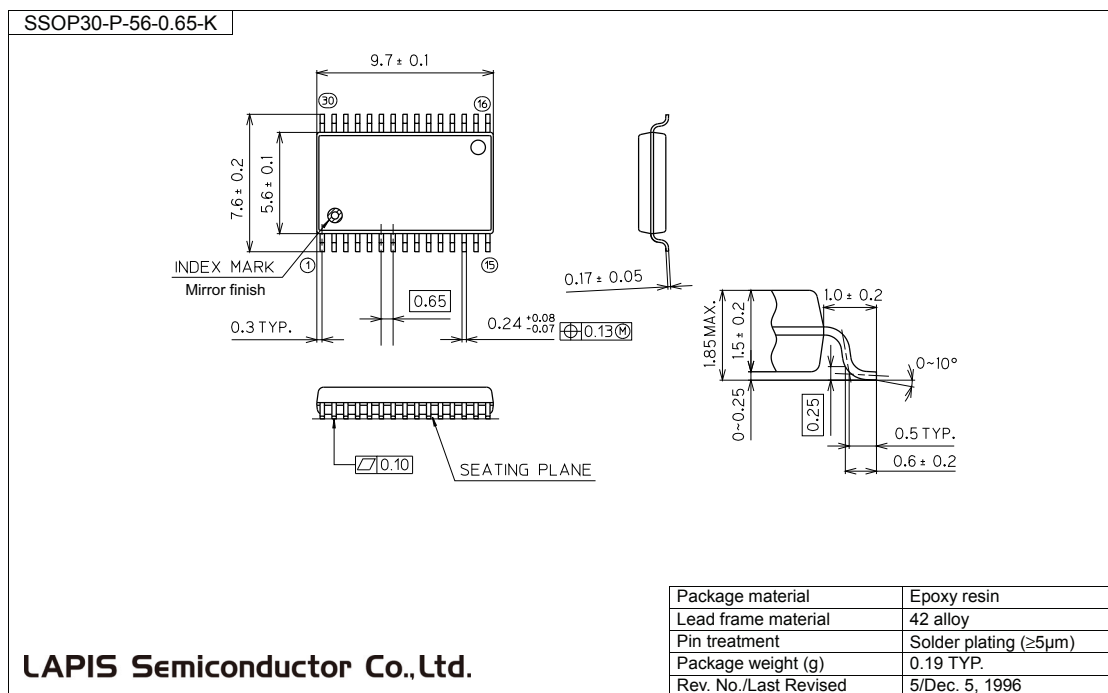 SSOP30-P-56-0.65-K
9.7 ± 0.1
30
16
7.6 ± 0.2
5.6 ± 0.1
1
15
INDEX MARK
Mirror finish
0.65
0.3 TYP.
0.24 +0.08 -0.07
0.13 Ⓜ
0.17 ± 0.05
1.0 ± 0.2
1.85 MAX.
1.5 ± 0.2
0~10°
0~0.25
0.25
0.5 TYP.
0.6 ± 0.2
0.10
SEATING PLANE
Package material Epoxy resin
Lead frame material 42 alloy
Pin treatment Solder plating (≥5µm)
Package weight (g) 0.19 TYP.
Rev. No./Last Revised 5/Dec. 5, 1996
LAPIS Semiconductor Co., Ltd.